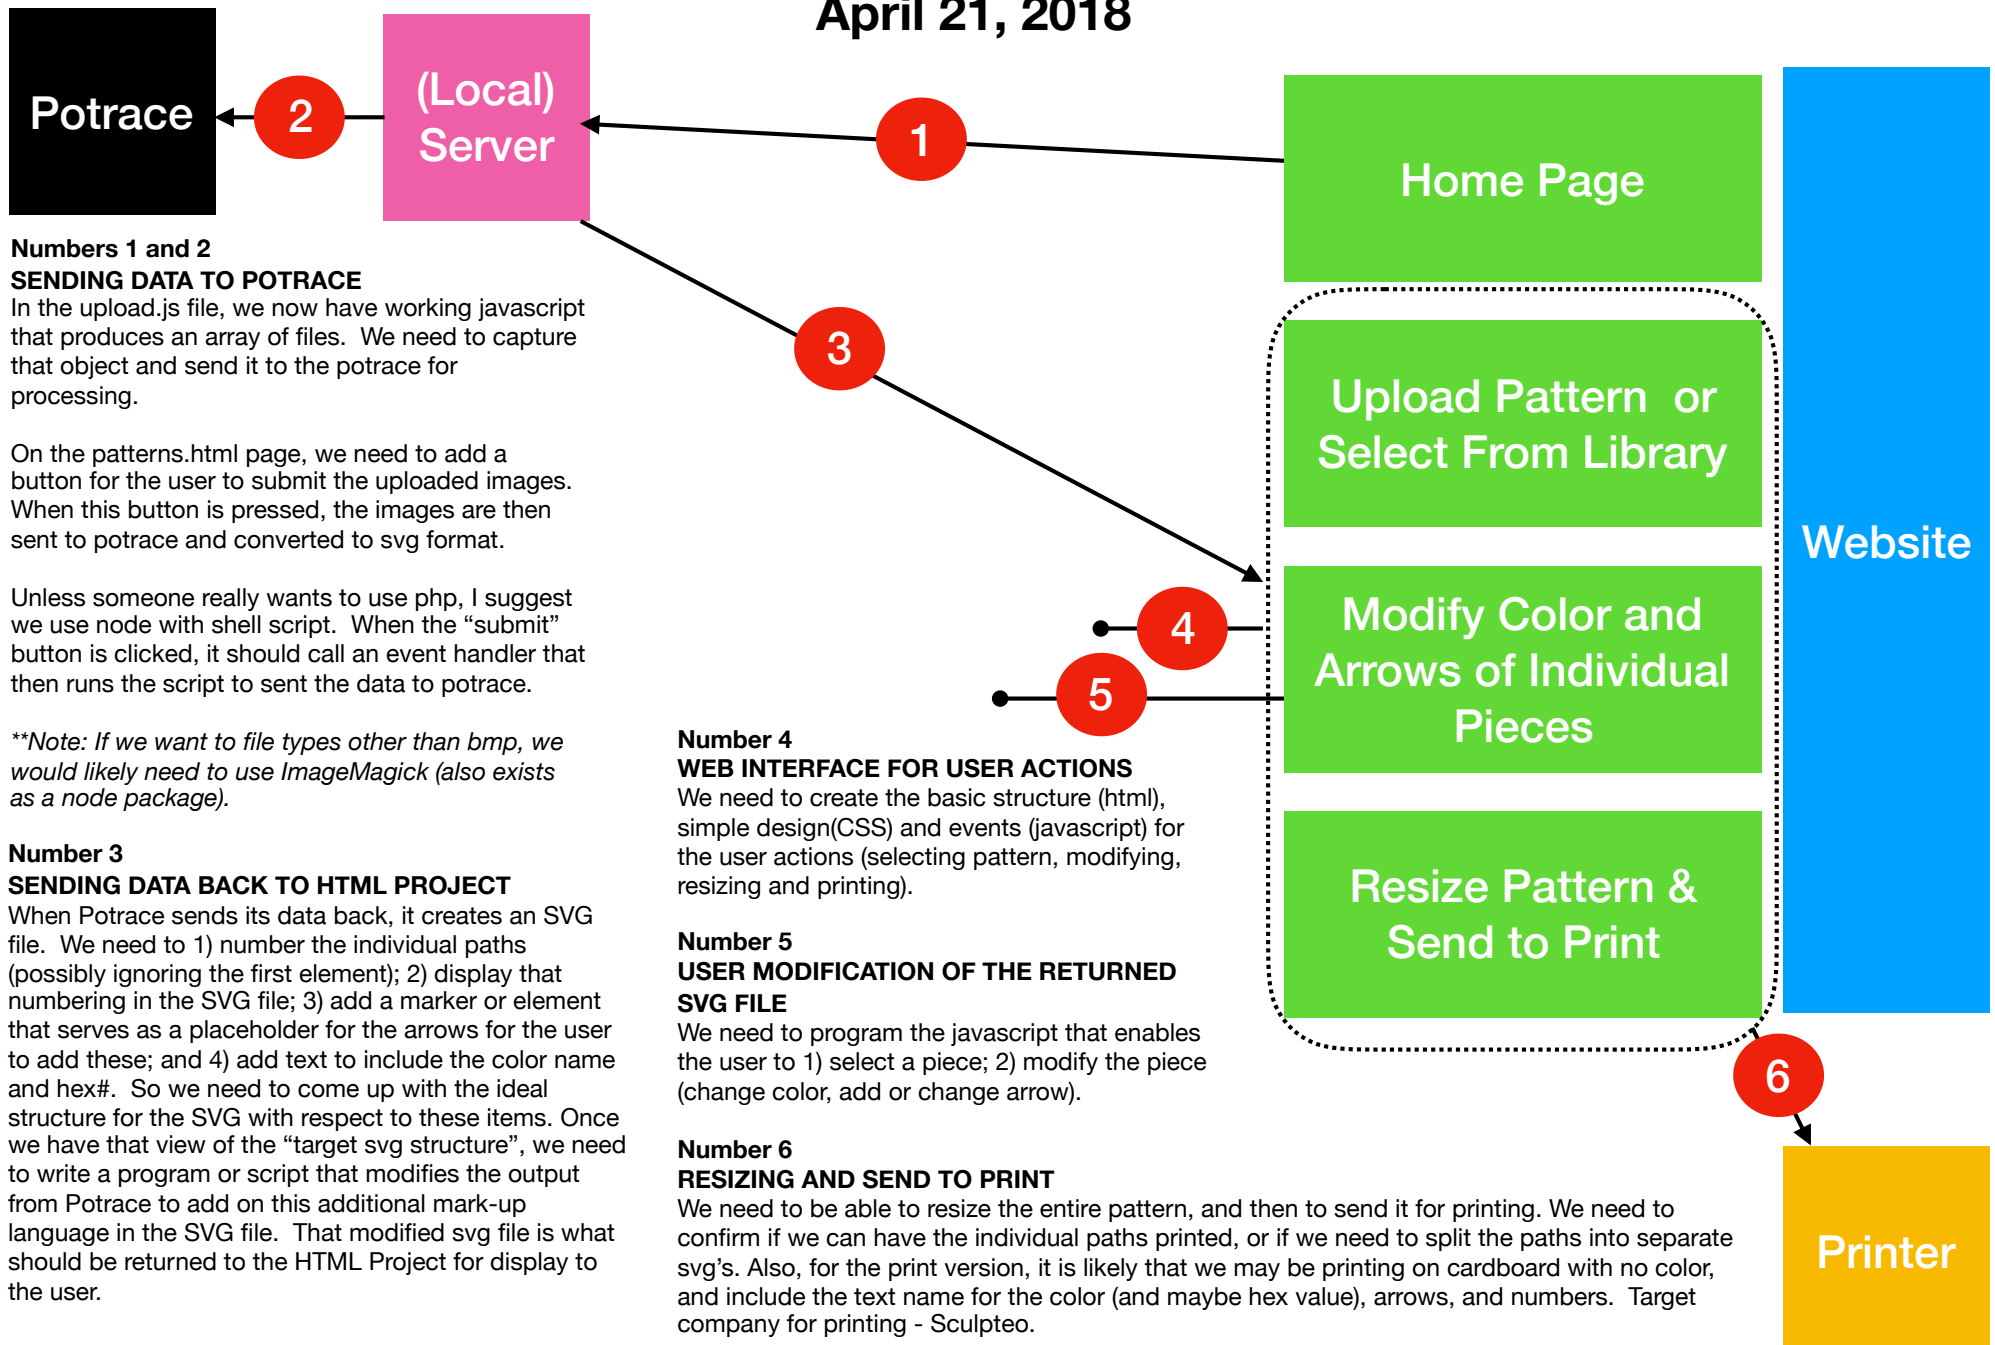 April 21, 2018
Potrace
2
(Local)
Server
1
Home Page
Numbers 1 and 2
SENDING DATA TO POTRACE
In the upload.js file, we now have working javascript
that produces an array of files.  We need to capture
that object and send it to the potrace for
processing.
On the patterns.html page, we need to add a
button for the user to submit the uploaded images.
When this button is pressed, the images are then
sent to potrace and converted to svg format.
Unless someone really wants to use php, I suggest
we use node with shell script.  When the “submit”
button is clicked, it should call an event handler that
then runs the script to sent the data to potrace.
**Note: If we want to file types other than bmp, we
would likely need to use ImageMagick (also exists
as a node package).
Number 3
SENDING DATA BACK TO HTML PROJECT
When Potrace sends its data back, it creates an SVG
file.  We need to 1) number the individual paths
(possibly ignoring the first element); 2) display that
numbering in the SVG file; 3) add a marker or element
that serves as a placeholder for the arrows for the user
to add these; and 4) add text to include the color name
and hex#.  So we need to come up with the ideal
structure for the SVG with respect to these items. Once
we have that view of the “target svg structure”, we need
to write a program or script that modifies the output
from Potrace to add on this additional mark-up
language in the SVG file.  That modified svg file is what
should be returned to the HTML Project for display to
the user.
3
Upload Pattern  or
Select From Library
Website
4
5
Modify Color and
Arrows of Individual
Pieces
Number 4
WEB INTERFACE FOR USER ACTIONS
We need to create the basic structure (html),
simple design(CSS) and events (javascript) for
the user actions (selecting pattern, modifying,
resizing and printing).
Resize Pattern &
Send to Print
Number 5
USER MODIFICATION OF THE RETURNED
SVG FILE
We need to program the javascript that enables
the user to 1) select a piece; 2) modify the piece
(change color, add or change arrow).
6
Number 6
RESIZING AND SEND TO PRINT
We need to be able to resize the entire pattern, and then to send it for printing. We need to
confirm if we can have the individual paths printed, or if we need to split the paths into separate
svg’s. Also, for the print version, it is likely that we may be printing on cardboard with no color,
and include the text name for the color (and maybe hex value), arrows, and numbers.  Target
company for printing - Sculpteo.
Printer